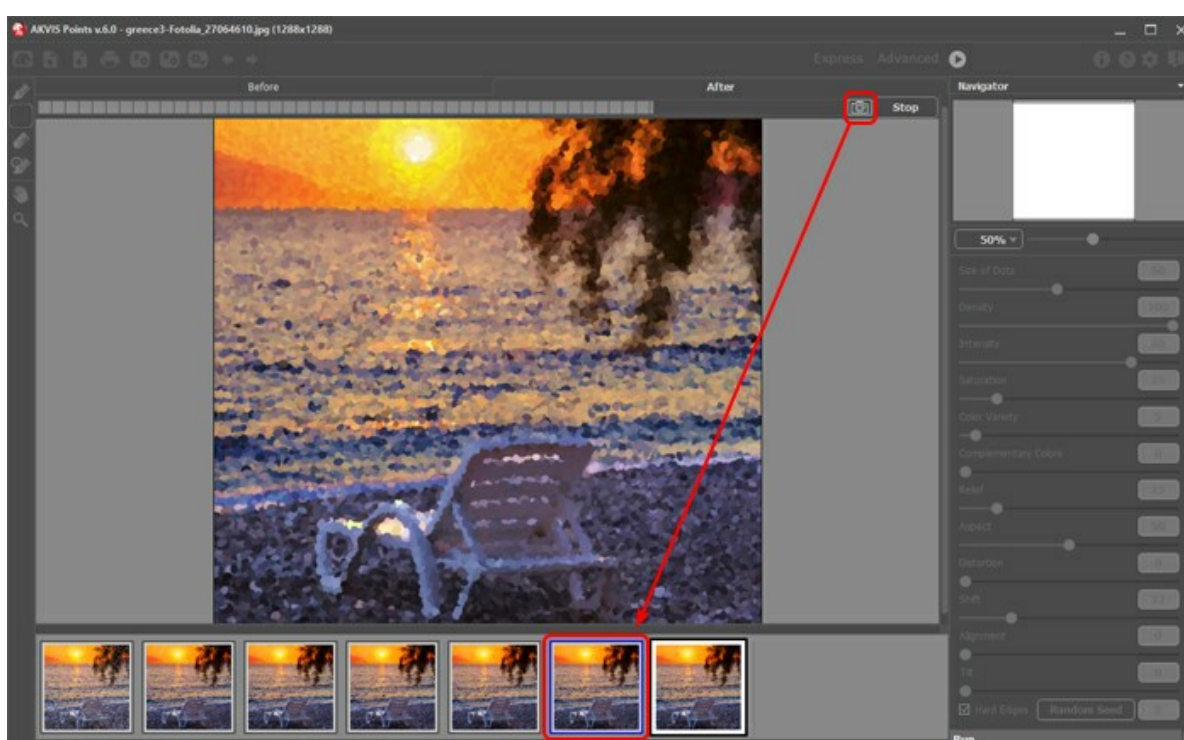 AKVIS Points v.6.0 - greece3-Fotolia_27064610.jpg (1288x1288)
Express Advanced
Before After
Navigator
Stop
50%
Size of Dots
Density
Intensity
Saturation
Color Variety
Complementary Colors
Relief
Aspect
Distortion
Shift
Alignment
Tilt
Hard Edges Random Seed